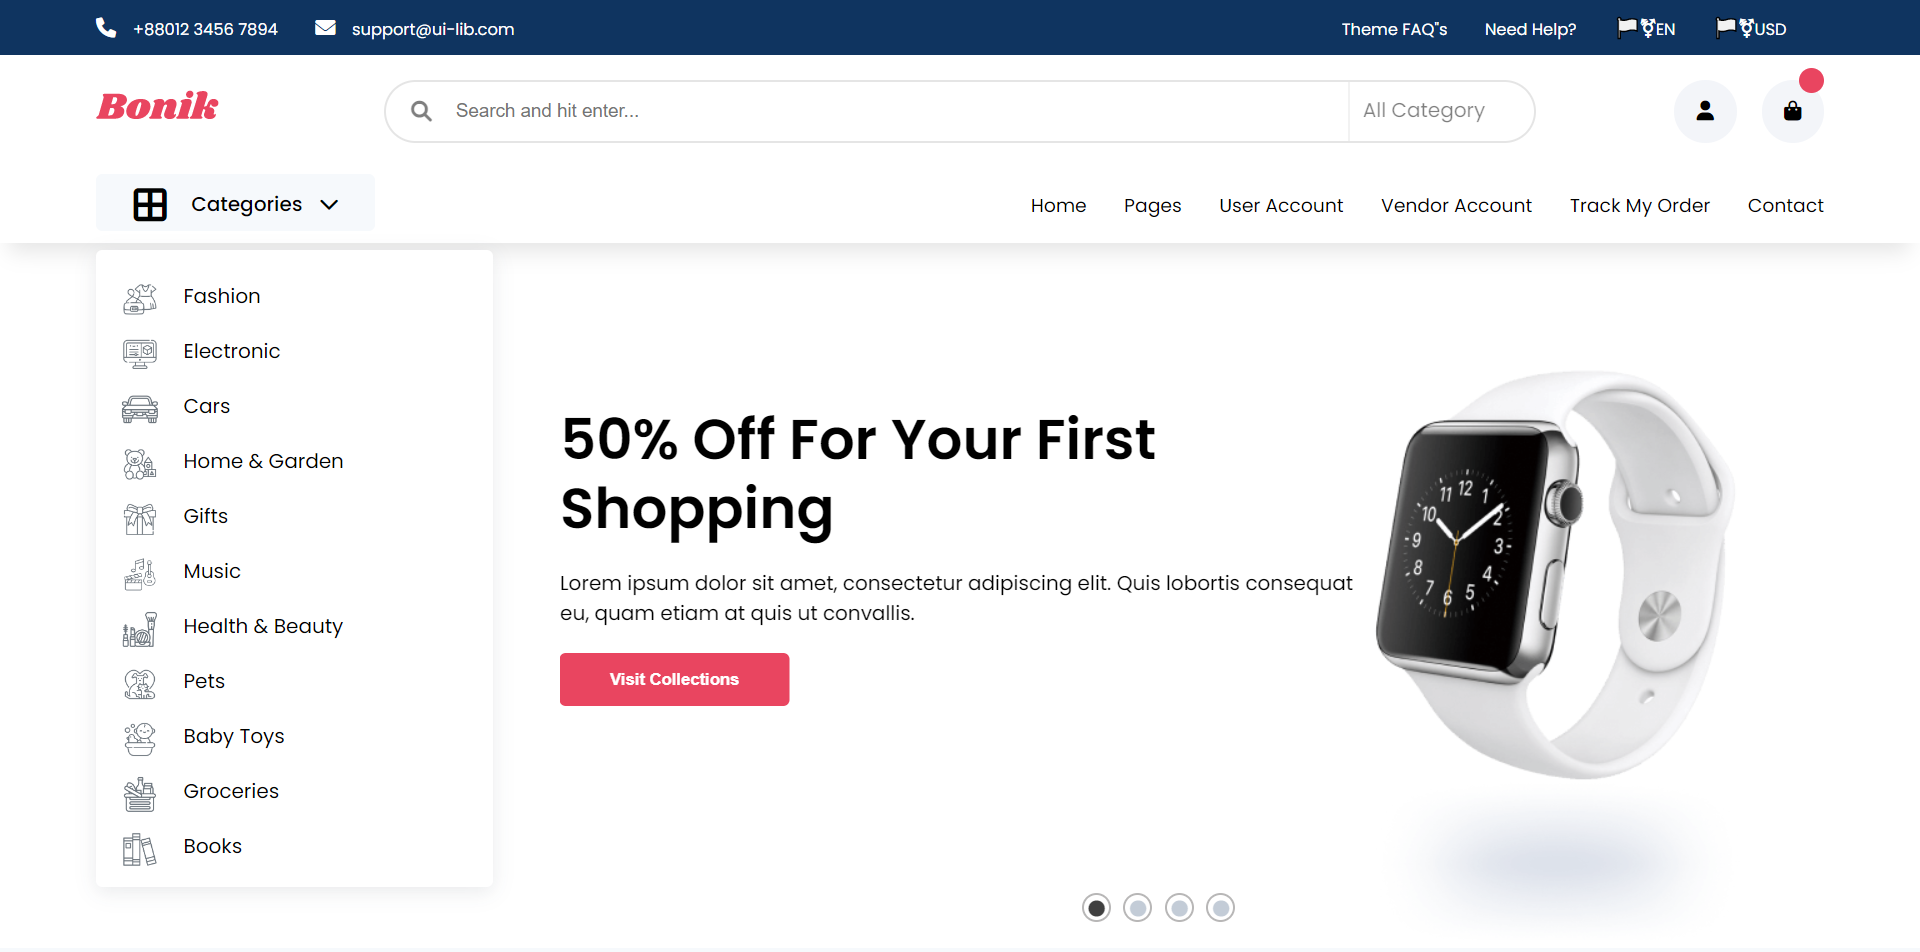 +88012 3456 7894
support@ui-lib.com
Theme FAQ"s
Need Help?
🏳️‍⚧️EN
🏳️‍⚧️USD
Bonik
Search and hit enter...
All Category
Categories
Home
Pages
User Account
Vendor Account
Track My Order
Contact
Fashion
Electronic
Cars
Home & Garden
Gifts
Music
Health & Beauty
Pets
Baby Toys
Groceries
Books
50% Off For Your First
Shopping
Lorem ipsum dolor sit amet, consectetur adipiscing elit. Quis lobortis consequat
eu, quam etiam at quis ut convallis.
Visit Collections
11 12 1
10 2
9 3
8 4
7 6 5